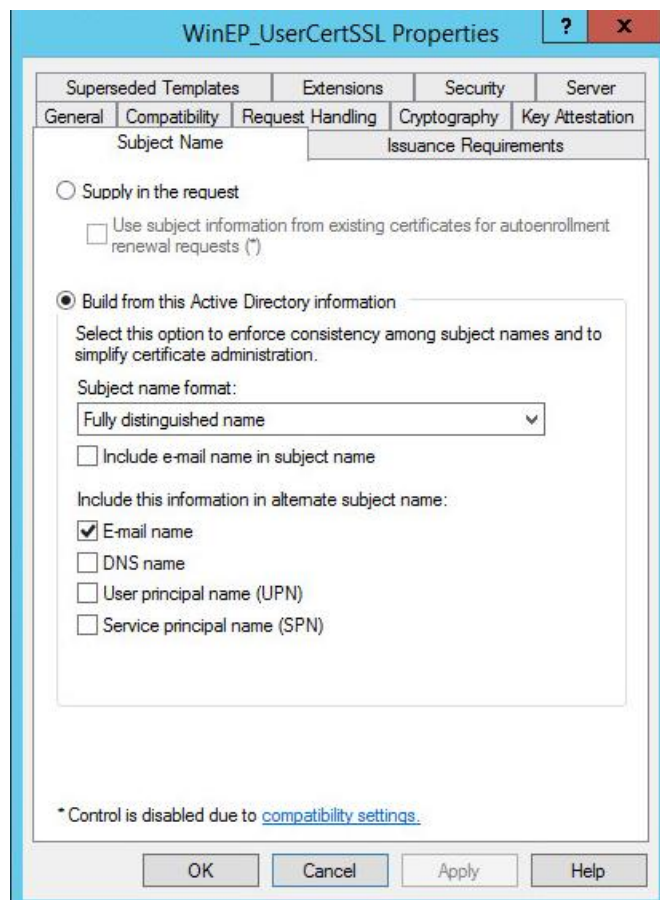 WinEP_UserCertSSL Properties
?
x
Superseded Templates Extensions Security Server
General Compatibility Request Handling Cryptography Key Attestation
Subject Name Issuance Requirements
Supply in the request
Use subject information from existing certificates for autoenrollment
renewal requests (*)
Build from this Active Directory information
Select this option to enforce consistency among subject names and to
simplify certificate administration.
Subject name format:
Fully distinguished name
Include e-mail name in subject name
Include this information in alternate subject name:
E-mail name
DNS name
User principal name (UPN)
Service principal name (SPN)
* Control is disabled due to compatibility settings.
OK Cancel Apply Help